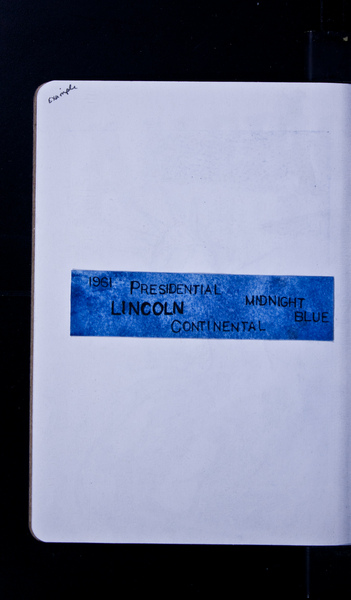 Example
1961 PRESIDENTIAL
MIDNIGHT
LINCOLN
BLUE
CONTINENTAL